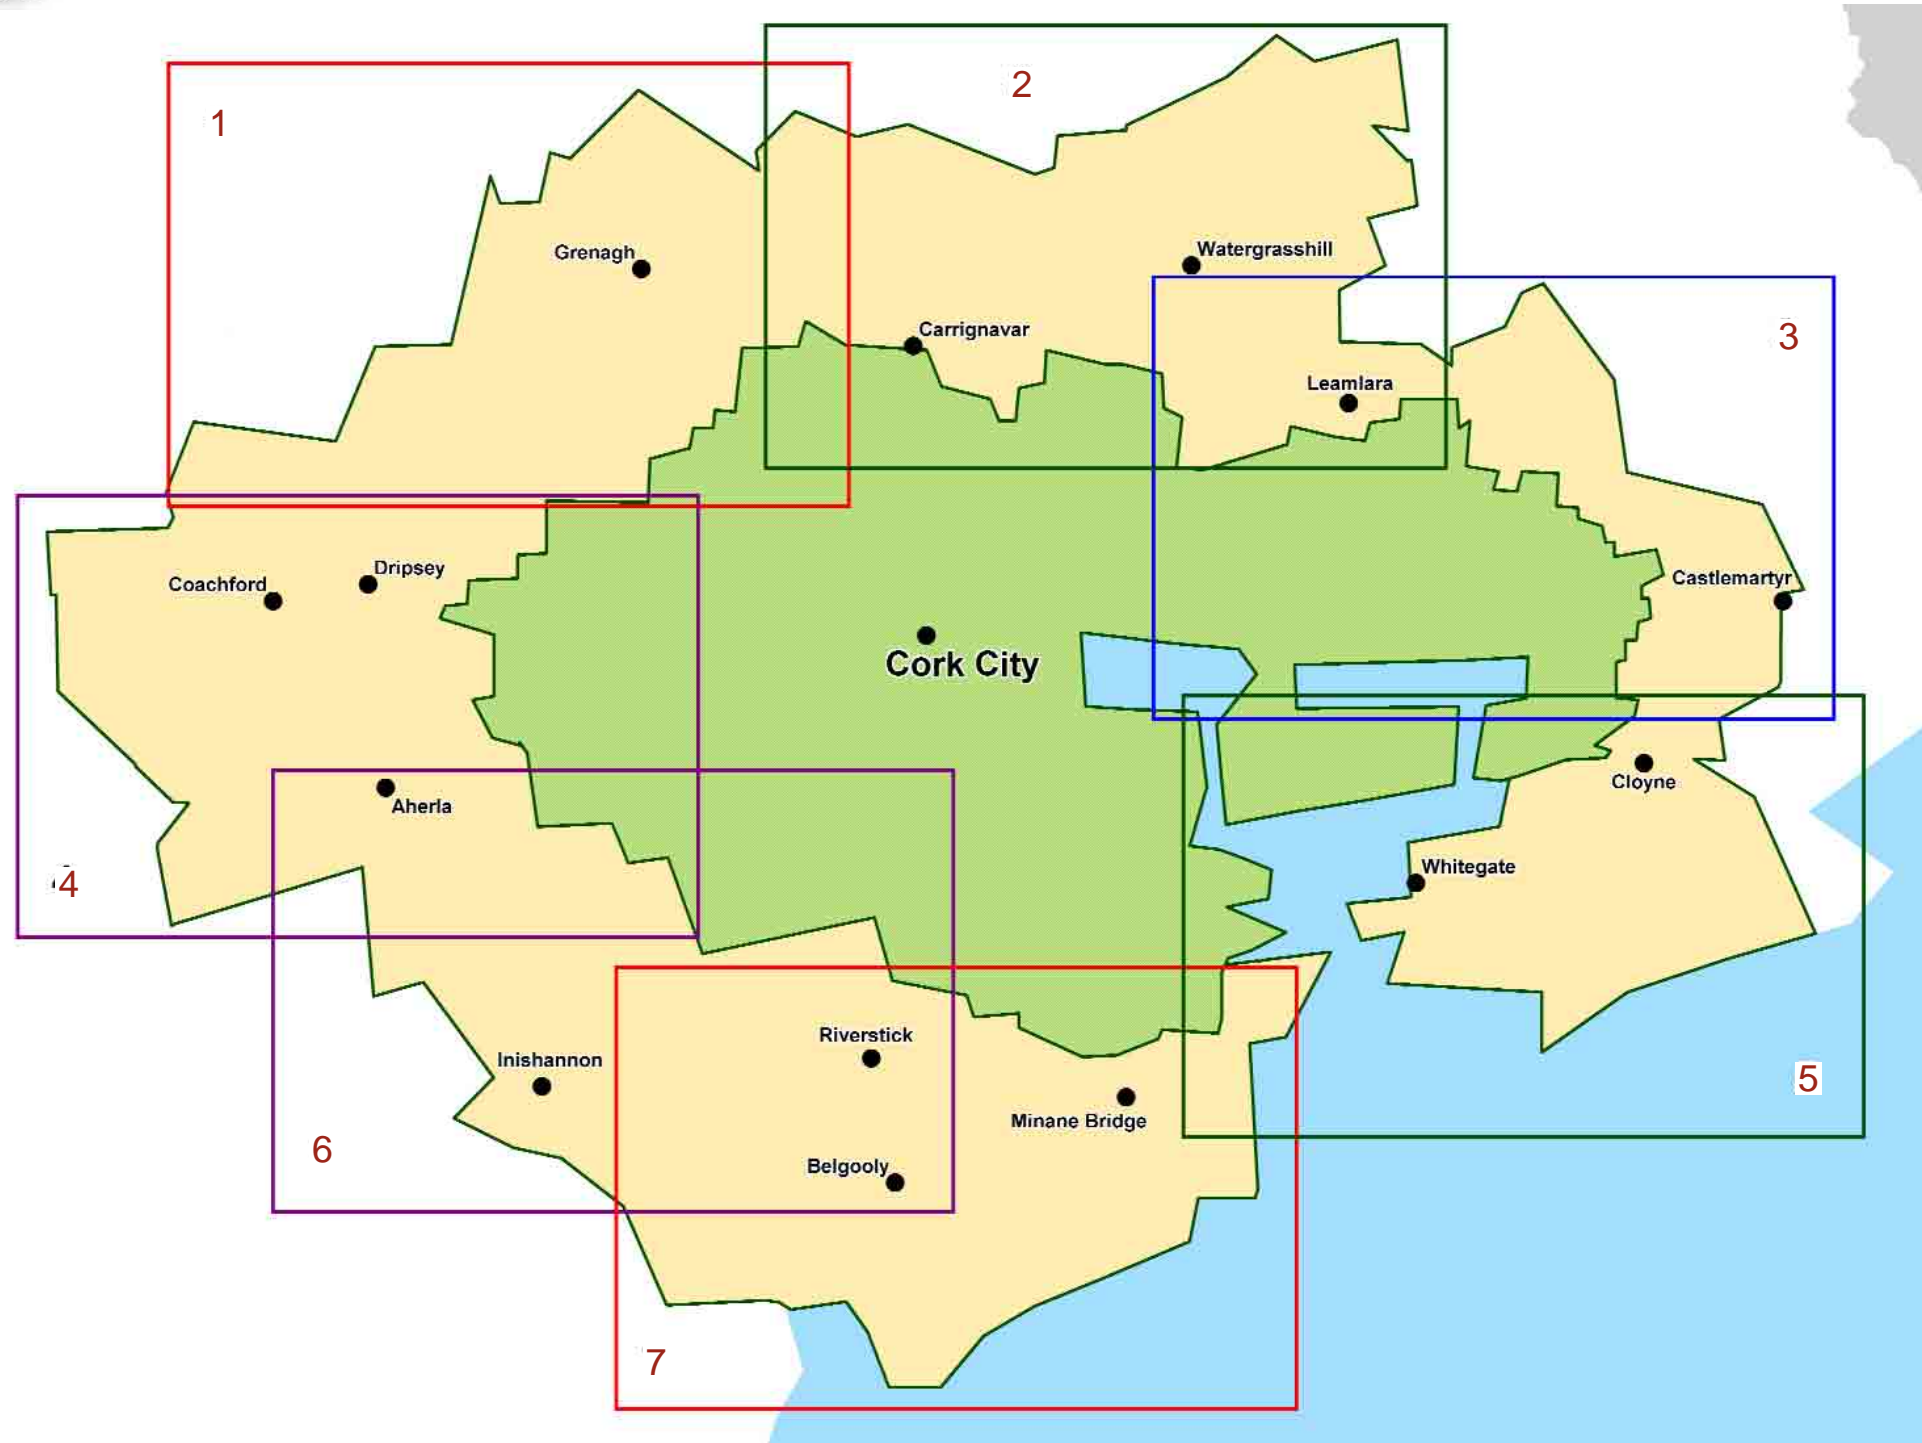 2
1
Watergrasshill
Grenagh
Carrignavar
3
Leamlara
Dripsey
Coachford
Castlemartyr
Cork City
Cloyne
Aherla
Whitegate
4
Riverstick
Inishannon
5
Minane Bridge
6
Belgooly
7